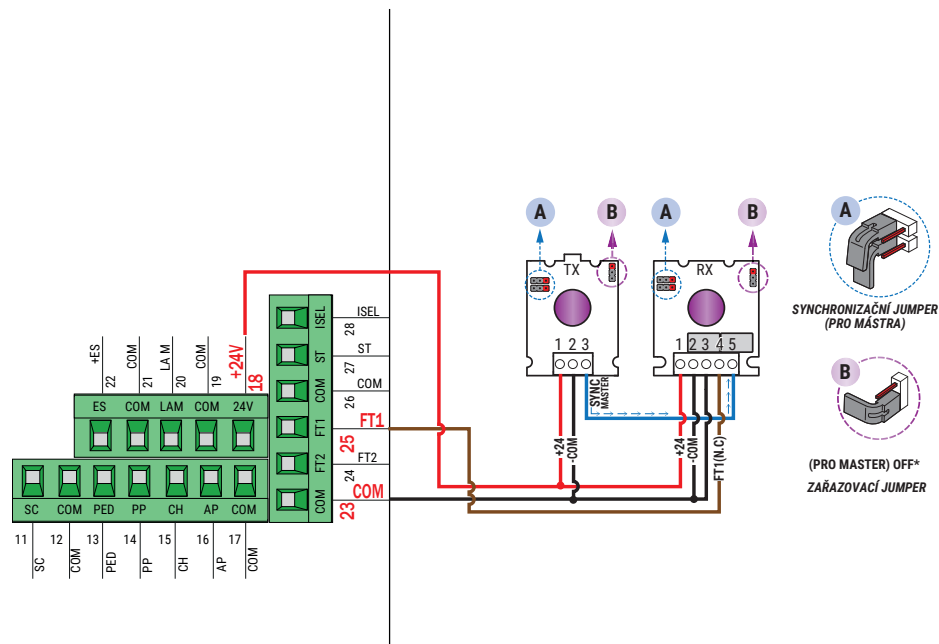 A
B
A
B
A
TX
RX
1 2 3
1 2 3 4 5
SYNC
MASTER
+24
-COM
+24
-COM
FT1(N.C)
SYNCHRONIZAČNÍ JUMPER
(PRO MÁSTRA)
B
(PRO MASTER) OFF*
ZAŘAZOVACÍ JUMPER
ISEL
28
ISEL
ST
27
ST
COM
26
COM
FT1
25
FT1
FT2
24
FT2
COM
23
COM
+ES
22
COM
21
LA M
20
COM
19
+24V
18
ES COM LAM COM 24V
SC COM PED PP CH AP COM
11
SC
12
COM
13
PED
14
PP
15
CH
16
AP
17
COM